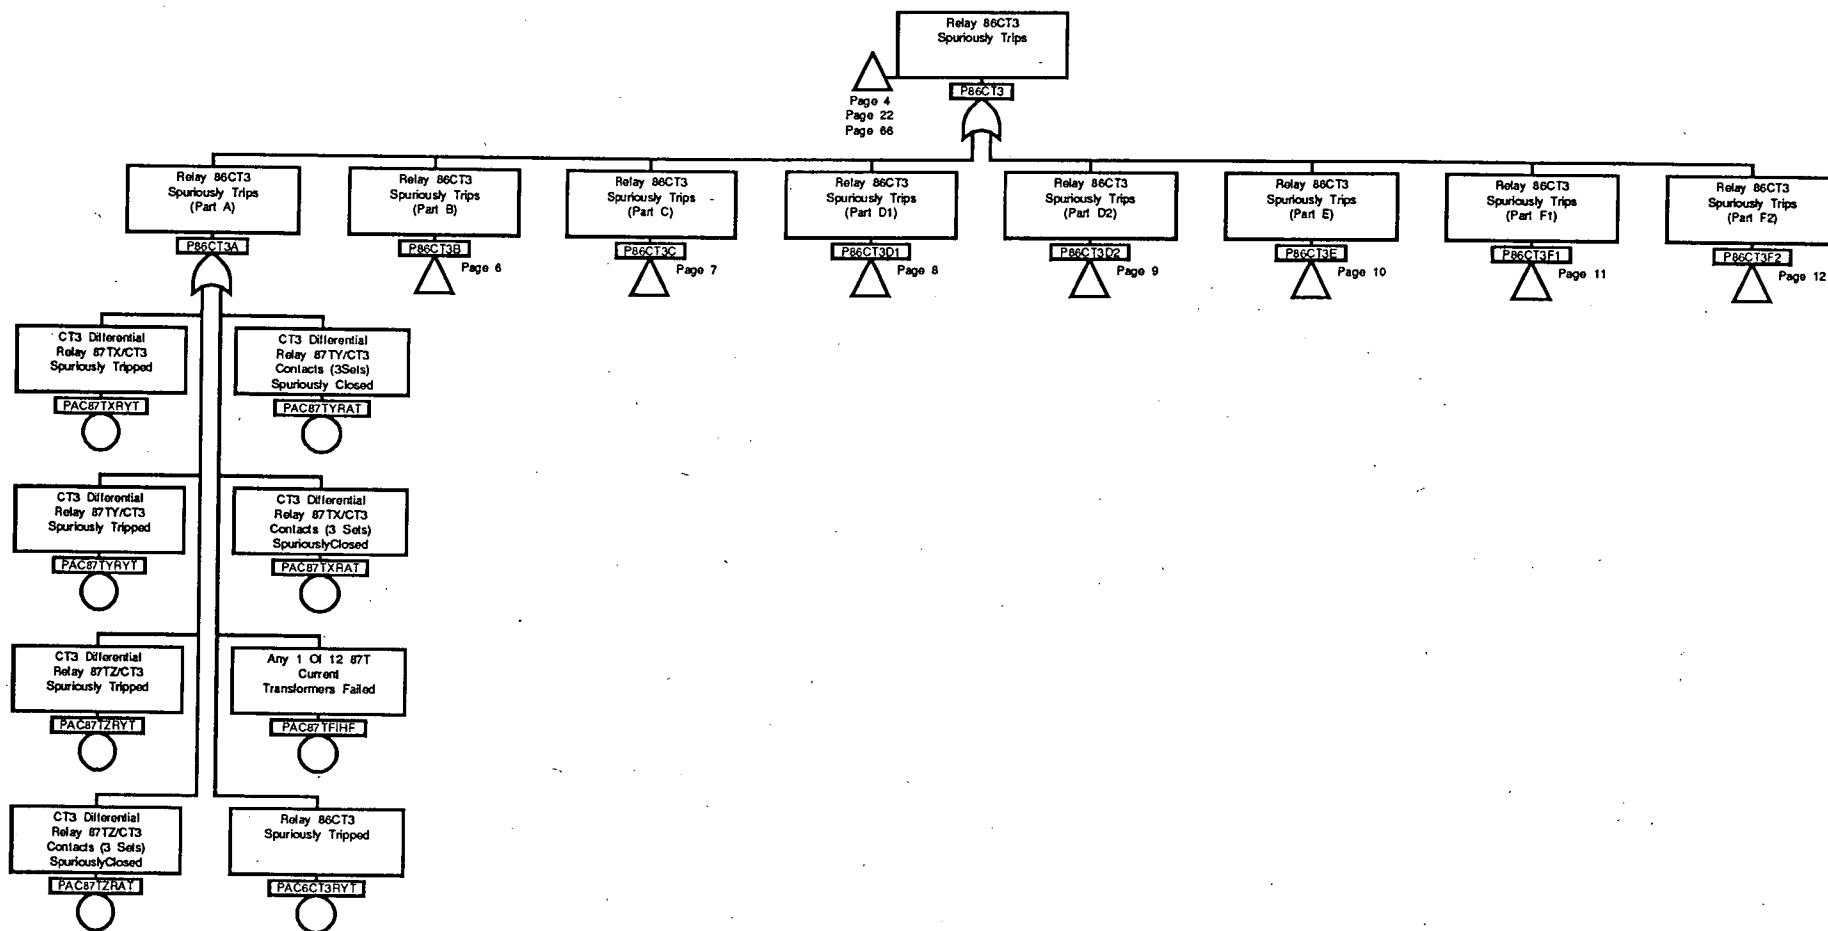 Relay 86CT3
Spuriously Trips
P86CT3
Page 4
Page 22
Page 66
Relay 86CT3
Spuriously Trips
(Part A)
P86CT3A
Relay 86CT3
Spuriously Trips
(Part B)
P86CT3B
Page 6
Relay 86CT3
Spuriously Trips
(Part C)
P86CT3C
Page 7
Relay 86CT3
Spuriously Trips
(Part D1)
P86CT3D1
Page 8
Relay 86CT3
Spuriously Trips
(Part D2)
P86CT3D2
Page 9
Relay 86CT3
Spuriously Trips
(Part E)
P86CT3E
Page 10
Relay 86CT3
Spuriously Trips
(Part F1)
P86CT3F1
Page 11
Relay 86CT3
Spuriously Trips
(Part F2)
P86CT3F2
Page 12
CT3 Differential
Relay 87TX/CT3
Spuriously Tripped
PAC87TXRYT
CT3 Differential
Relay 87TY/CT3
Contacts (3Sets)
Spuriously Closed
PAC87TYRAT
CT3 Differential
Relay 87TY/CT3
Spuriously Tripped
PAC87TYRYT
CT3 Differential
Relay 87TX/CT3
Contacts (3 Sets)
SpuriouslyClosed
PAC87TXRAT
CT3 Differential
Relay 87TZ/CT3
Spuriously Tripped
PAC87TZRYT
Any 1 Of 12 87T
Current
Transformers Failed
PAC87TFIHF
CT3 Differential
Relay 87TZ/CT3
Contacts (3 Sets)
SpuriouslyClosed
PAC87TZRAT
Relay 86CT3
Spuriously Tripped
PAC6CT3RYT